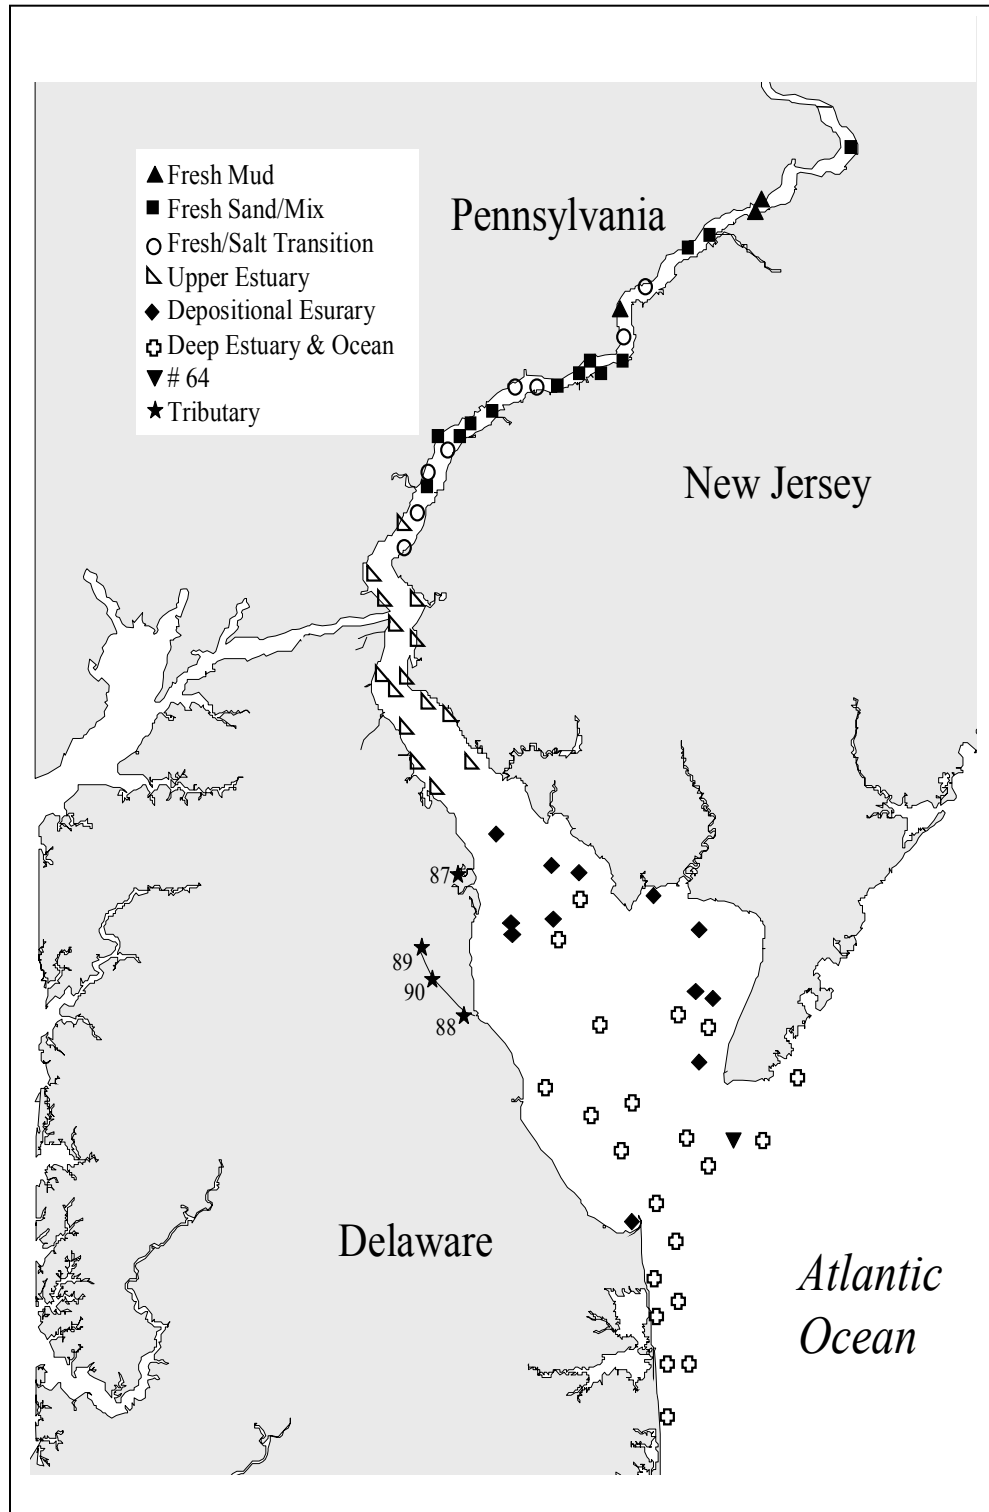 Pennsylvania
Fresh Mud
Fresh Sand/Mix
Fresh/Salt Transition
Upper Estuary
Depositional Esurary
Deep Estuary & Ocean
# 64
Tributary
New Jersey
87
89
90
88
Delaware
Atlantic
Ocean